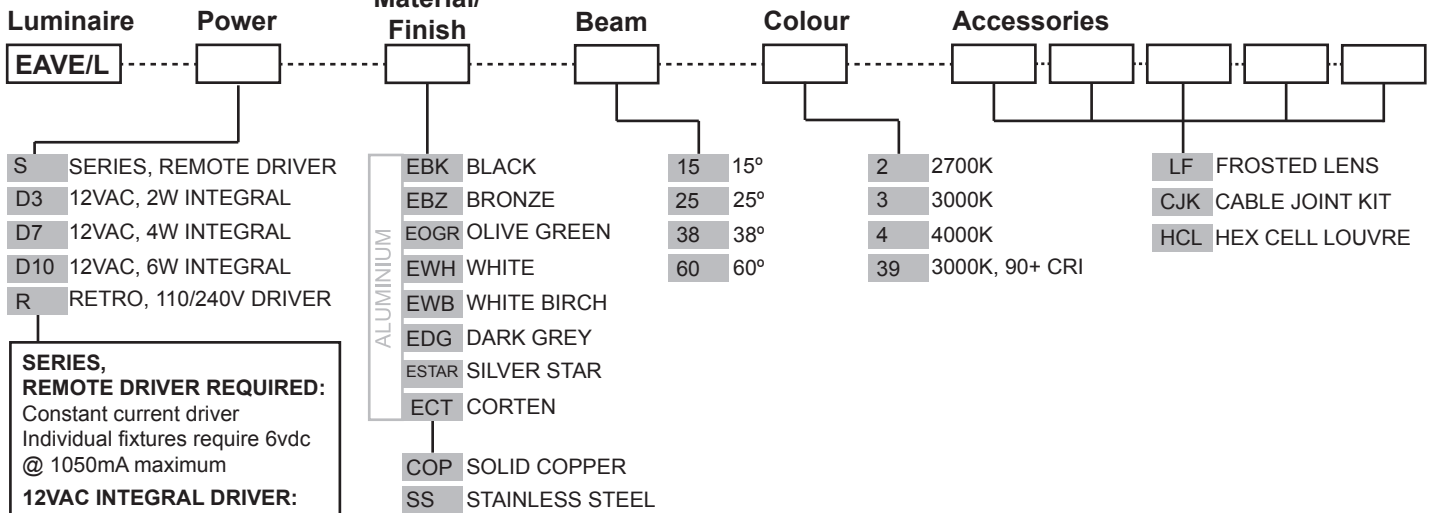 Luminaire
Power
Material/
Finish
Beam
Colour
Accessories
EAVE/L
S SERIES, REMOTE DRIVER
D3 12VAC, 2W INTEGRAL
D7 12VAC, 4W INTEGRAL
D10 12VAC, 6W INTEGRAL
R RETRO, 110/240V DRIVER
SERIES,
REMOTE DRIVER REQUIRED:
Constant current driver
Individual fixtures require 6vdc
@ 1050mA maximum
12VAC INTEGRAL DRIVER:
ALUMINIUM
EBK BLACK
EBZ BRONZE
EOGR OLIVE GREEN
EWH WHITE
EWB WHITE BIRCH
EDG DARK GREY
ESTAR SILVER STAR
ECT CORTEN
COP SOLID COPPER
SS STAINLESS STEEL
15 15º
25 25º
38 38º
60 60º
2 2700K
3 3000K
4 4000K
39 3000K, 90+ CRI
LF FROSTED LENS
CJK CABLE JOINT KIT
HCL HEX CELL LOUVRE